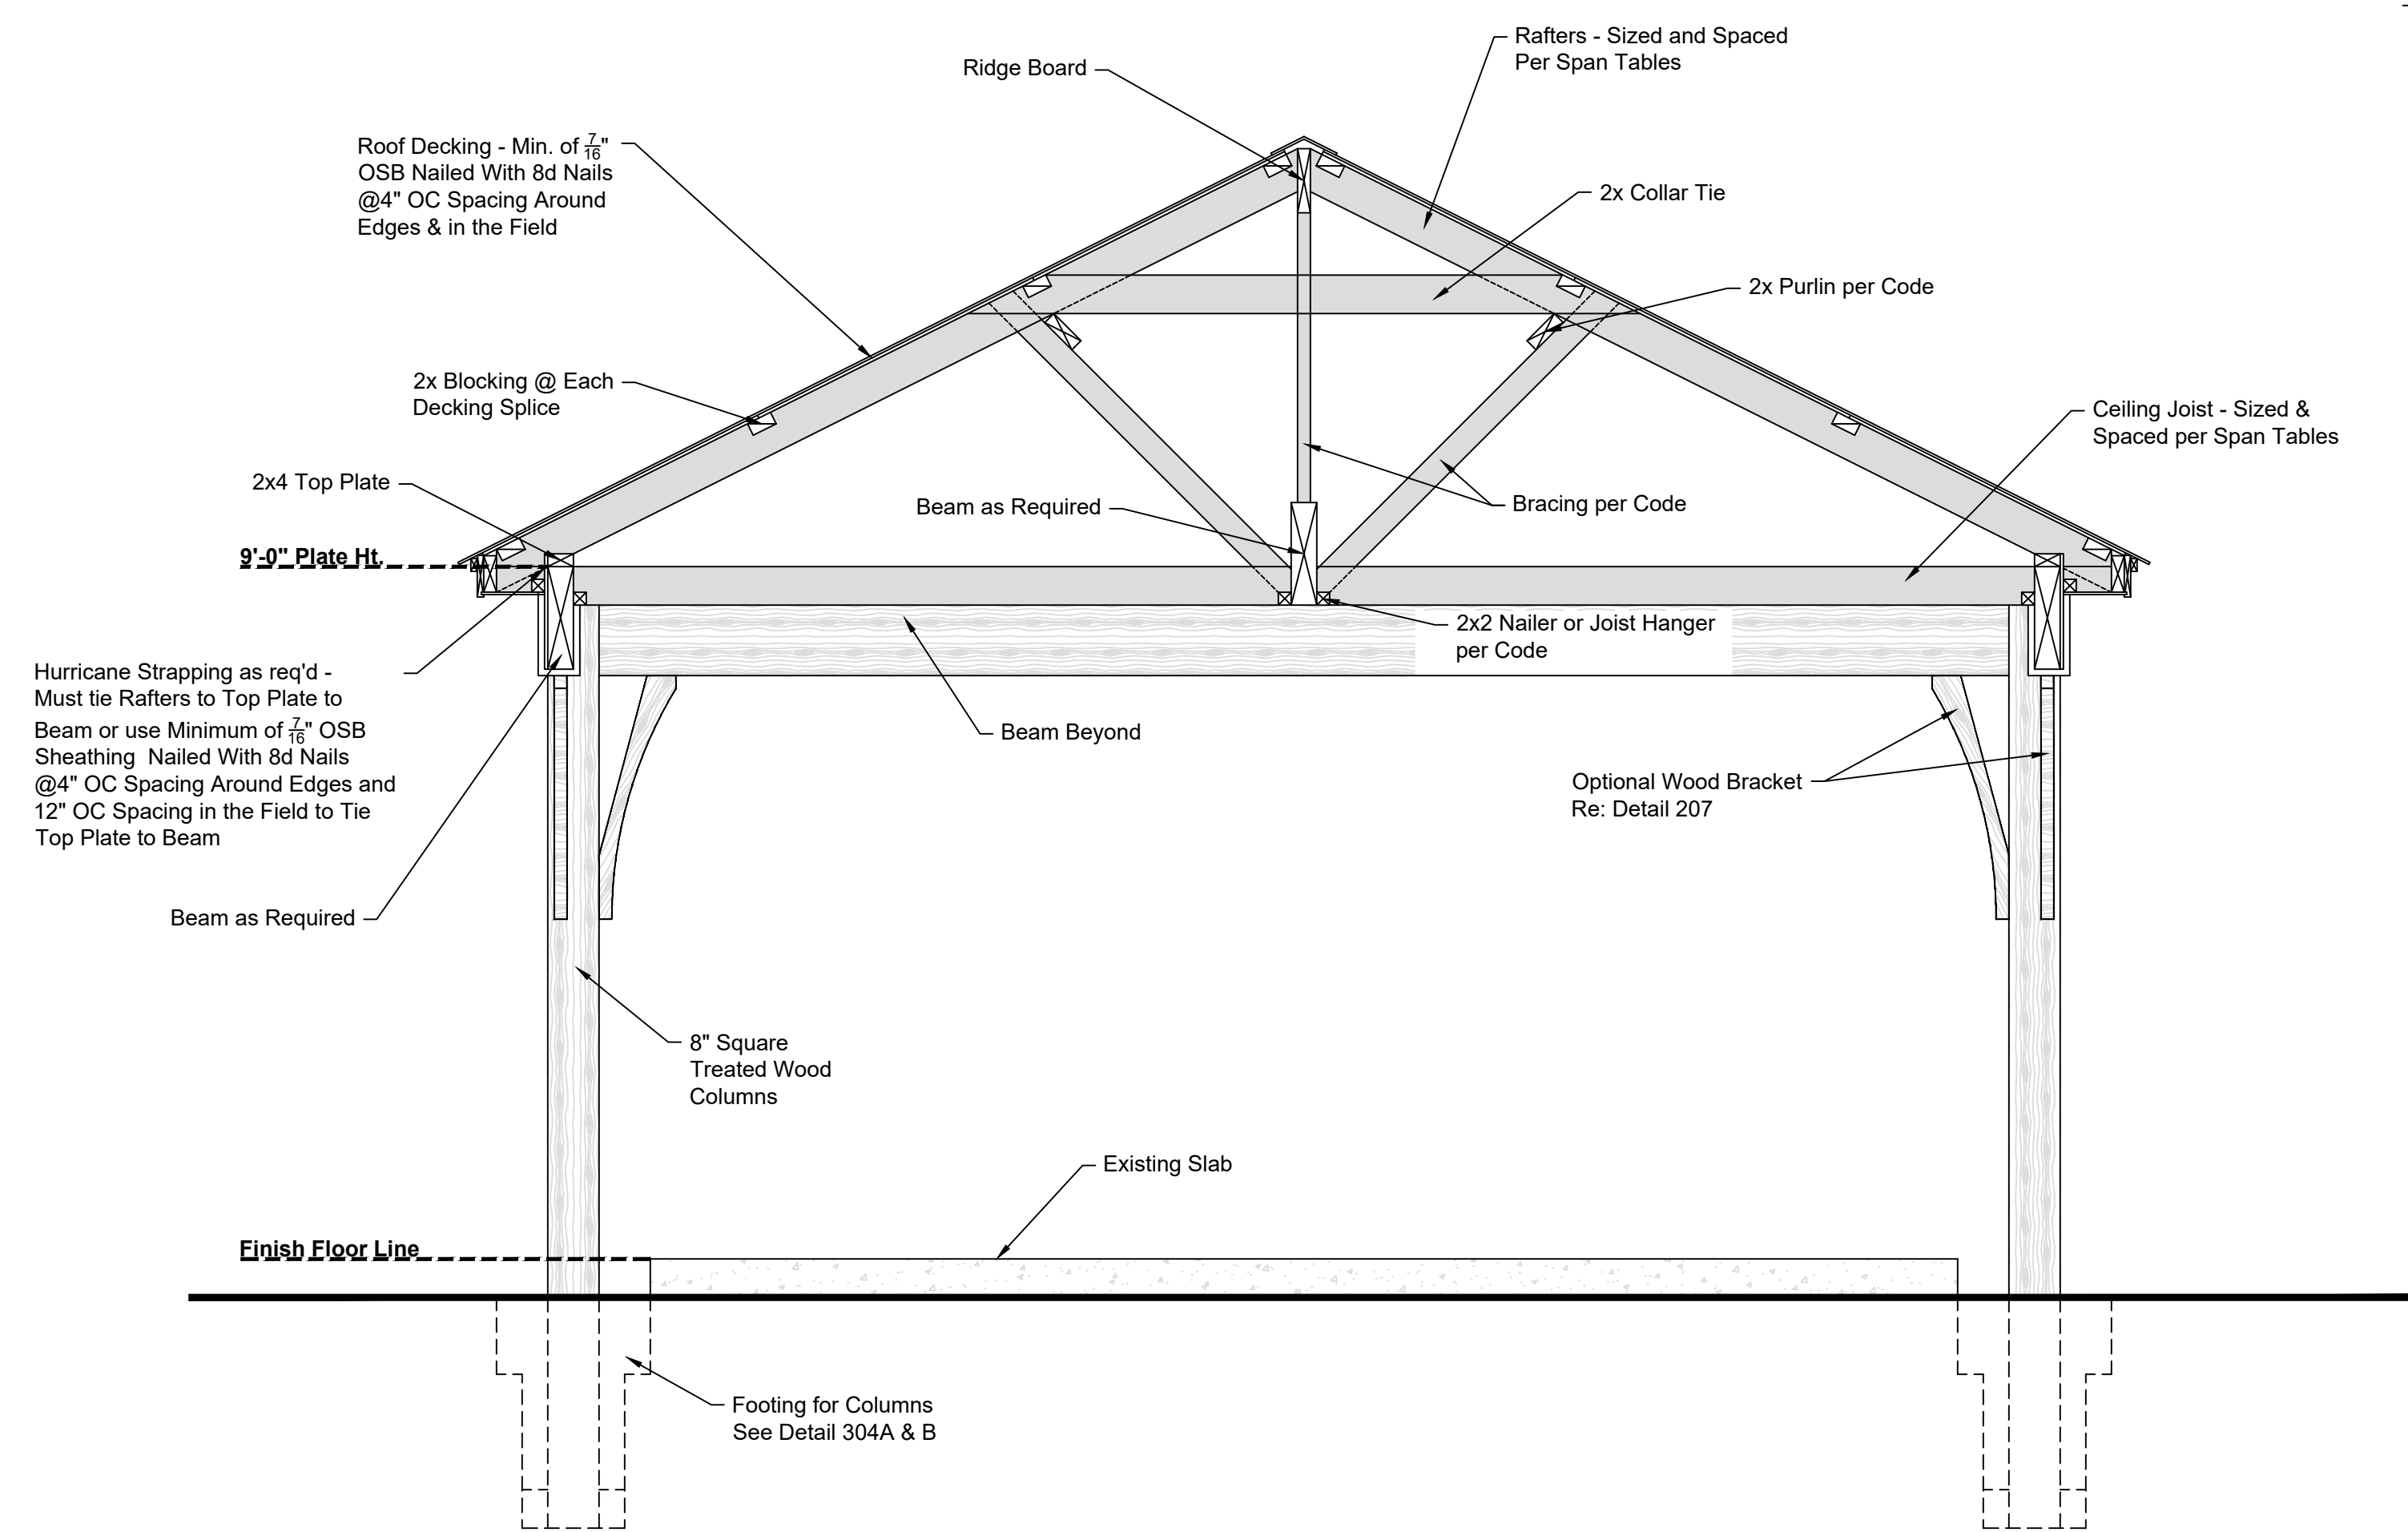 Rafters - Sized and Spaced
Per Span Tables
Ridge Board
Roof Decking - Min. of 7/16"
OSB Nailed With 8d Nails
@4" OC Spacing Around
Edges & in the Field
2x Collar Tie
2x Purlin per Code
2x Blocking @ Each
Decking Splice
Ceiling Joist - Sized &
Spaced per Span Tables
2x4 Top Plate
Beam as Required
Bracing per Code
9'-0" Plate Ht.
2x2 Nailer or Joist Hanger
per Code
Hurricane Strapping as req'd -
Must tie Rafters to Top Plate to
Beam or use Minimum of 7/16" OSB
Sheathing  Nailed With 8d Nails
@4" OC Spacing Around Edges and
12" OC Spacing in the Field to Tie
Top Plate to Beam
Beam Beyond
Optional Wood Bracket
Re: Detail 207
Beam as Required
8" Square
Treated Wood
Columns
Existing Slab
Finish Floor Line
Footing for Columns
See Detail 304A & B